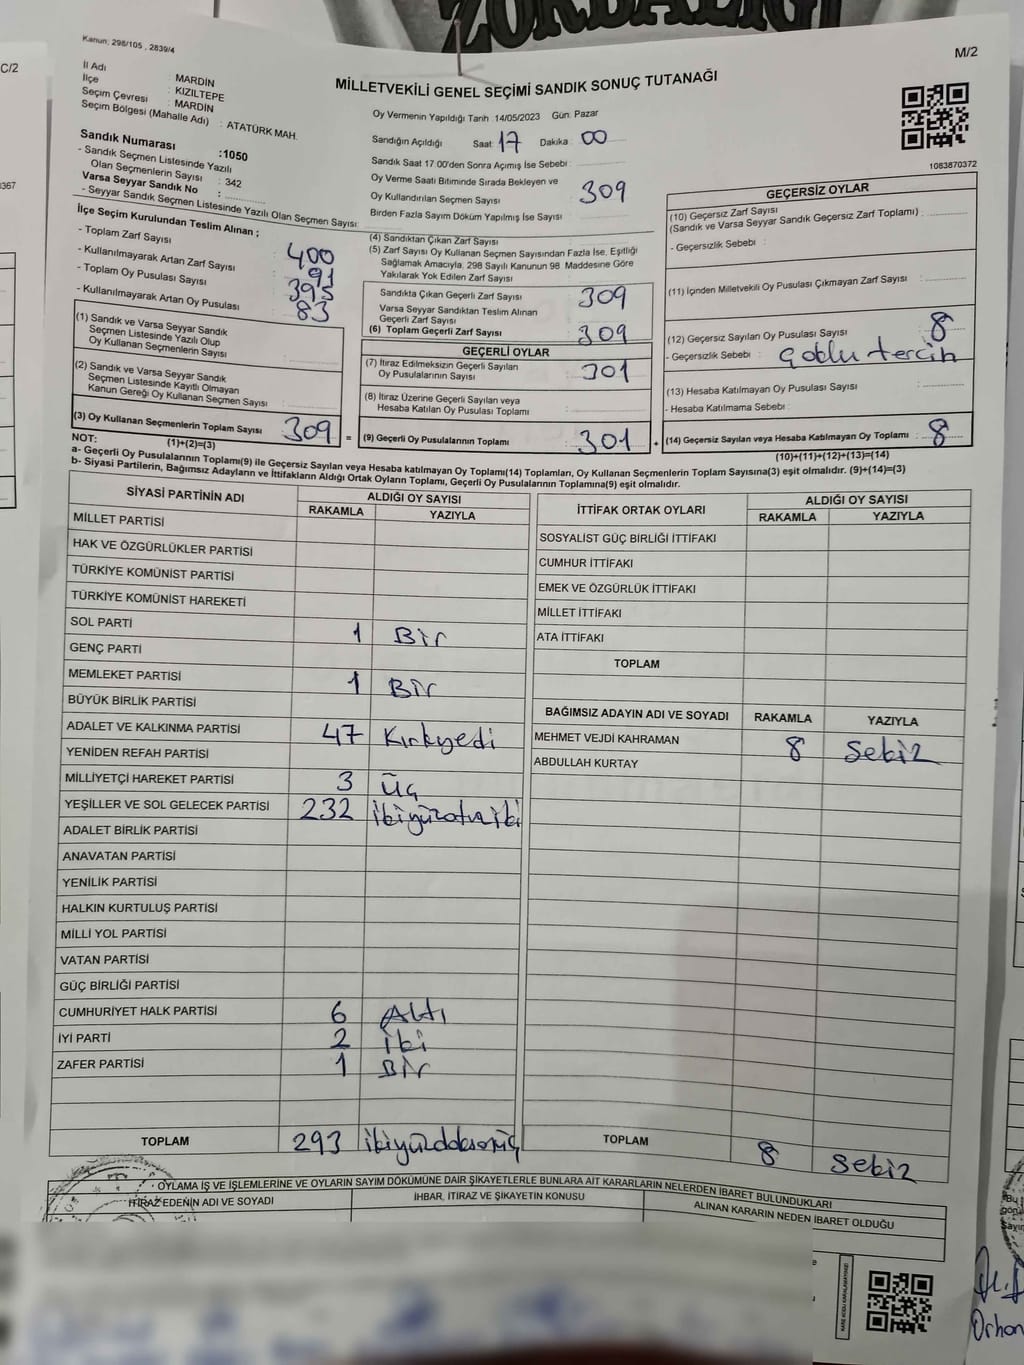 ZORBALIĞI
Kanun; 298/105 , 2839/4
M/2
C/2
İl Adı : MARDİN
İlçe : KIZILTEPE
Seçim Çevresi : MARDİN
Seçim Bölgesi (Mahalle Adı) : ATATÜRK MAH.
MİLLETVEKİLİ GENEL SEÇİMİ SANDIK SONUÇ TUTANAĞI
Oy Vermenin Yapıldığı Tarih :14/05/2023 Gün: Pazar
Sandığın Açıldığı Saat: 17 Dakika: 00
Sandık Saat 17.00'den Sonra Açımış İse Sebebi :
Oy Verme Saati Bitiminde Sırada Bekleyen ve
Oy Kullandırılan Seçmen Sayısı : 309
Birden Fazla Sayım Döküm Yapılmış İse Sayısı :
1083870372
Sandık Numarası :1050
- Sandık Seçmen Listesinde Yazılı
Olan Seçmenlerin Sayısı : 342
Varsa Seyyar Sandık No :
- Seyyar Sandık Seçmen Listesinde Yazılı Olan Seçmen Sayısı:
İlçe Seçim Kurulundan Teslim Alınan ;
- Toplam Zarf Sayısı : 400
- Kullanılmayarak Artan Zarf Sayısı : 91
- Toplam Oy Pusulası Sayısı : 395
- Kullanılmayarak Artan Oy Pusulası : 83
(1) Sandık ve Varsa Seyyar Sandık
Seçmen Listesinde Yazılı Olup
Oy Kullanan Seçmenlerin Sayısı :
(2) Sandık ve Varsa Seyyar Sandık
Seçmen Listesinde Kayıtlı Olmayan
Kanun Gereği Oy Kullanan Seçmen Sayısı :
(3) Oy Kullanan Seçmenlerin Toplam Sayısı : 309 =
(1)+(2)=(3)
(4) Sandıktan Çıkan Zarf Sayısı :
(5) Zarf Sayısı Oy Kullanan Seçmen Sayısından Fazla İse, Eşitliği
Sağlamak Amacıyla, 298 Sayılı Kanunun 98. Maddesine Göre
Yakılarak Yok Edilen Zarf Sayısı :
Sandıkta Çıkan Geçerli Zarf Sayısı : 309
Varsa Seyyar Sandıktan Teslim Alınan
Geçerli Zarf Sayısı :
(6) Toplam Geçerli Zarf Sayısı : 309
GEÇERLİ OYLAR
(7) İtiraz Edilmeksizin Geçerli Sayılan
Oy Pusulalarının Sayısı : 301
(8) İtiraz Üzerine Geçerli Sayılan veya
Hesaba Katılan Oy Pusulası Toplamı :
(9) Geçerli Oy Pusulalarının Toplamı : 301
GEÇERSİZ OYLAR
(10) Geçersiz Zarf Sayısı
(Sandık ve Varsa Seyyar Sandık Geçersiz Zarf Toplamı) :
- Geçersizlik Sebebi :
(11) İçinden Milletvekili Oy Pusulası Çıkmayan Zarf Sayısı :
(12) Geçersiz Sayılan Oy Pusulası Sayısı : 8
- Geçersizlik Sebebi : Çoklu tercih
(13) Hesaba Katılmayan Oy Pusulası Sayısı :
- Hesaba Katılmama Sebebi :
(14) Geçersiz Sayılan veya Hesaba Katılmayan Oy Toplamı : 8
(10)+(11)+(12)+(13)=(14)
NOT:
a- Geçerli Oy Pusulaları Toplamı(9) ile Geçersiz Sayılan veya Hesaba katılmayan Oy Toplamı(14) Toplamları, Oy Kullanan Seçmenlerin Toplam Sayısına(3) eşit olmalıdır. (9)+(14)=(3)
b- Siyasi Partilerin, Bağımsız Adayların ve İttifakların Aldığı Ortak Oyların Toplamı, Geçerli Oy Pusulalarının Toplamına(9) eşit olmalıdır.
SİYASİ PARTİNİN ADI
ALDIĞI OY SAYISI
RAKAMLA YAZIYLA
MİLLET PARTİSİ
HAK VE ÖZGÜRLÜKLER PARTİSİ
TÜRKİYE KOMÜNİST PARTİSİ
TÜRKİYE KOMÜNİST HAREKETİ
SOL PARTİ 1 Bir
GENÇ PARTİ
MEMLEKET PARTİSİ 1 Bir
BÜYÜK BİRLİK PARTİSİ
ADALET VE KALKINMA PARTİSİ 47 Kırkyedi
YENİDEN REFAH PARTİSİ
MİLLİYETÇİ HAREKET PARTİSİ 3 Üç
YEŞİLLER VE SOL GELECEK PARTİSİ 232 ikiyüzotuziki
ADALET BİRLİK PARTİSİ
ANAVATAN PARTİSİ
YENİLİK PARTİSİ
HALKIN KURTULUŞ PARTİSİ
MİLLİ YOL PARTİSİ
VATAN PARTİSİ
GÜÇ BİRLİĞİ PARTİSİ
CUMHURİYET HALK PARTİSİ 6 Altı
İYİ PARTİ 2 iki
ZAFER PARTİSİ 1 Bir
TOPLAM 293 ikiyüzdoksanüç
İTTİFAK ORTAK OYLARI
ALDIĞI OY SAYISI
RAKAMLA YAZIYLA
SOSYALİST GÜÇ BİRLİĞİ İTTİFAKI
CUMHUR İTTİFAKI
EMEK VE ÖZGÜRLÜK İTTİFAKI
MİLLET İTTİFAKI
ATA İTTİFAKI
TOPLAM
BAĞIMSIZ ADAYIN ADI VE SOYADI RAKAMLA YAZIYLA
MEHMET VEJDİ KAHRAMAN 8 sekiz
ABDULLAH KURTAY
TOPLAM 8 sekiz
OYLAMA İŞ VE İŞLEMLERİNE VE OYLARIN SAYIM DÖKÜMÜNE DAİR ŞİKAYETLERLE BUNLARA AİT KARARLARIN NELERDEN İBARET BULUNDUKLARI
İTİRAZ EDENİN ADI VE SOYADI
İHBAR, İTİRAZ VE ŞİKAYETİN KONUSU
ALINAN KARARIN NEDEN İBARET OLDUĞU
Orhan